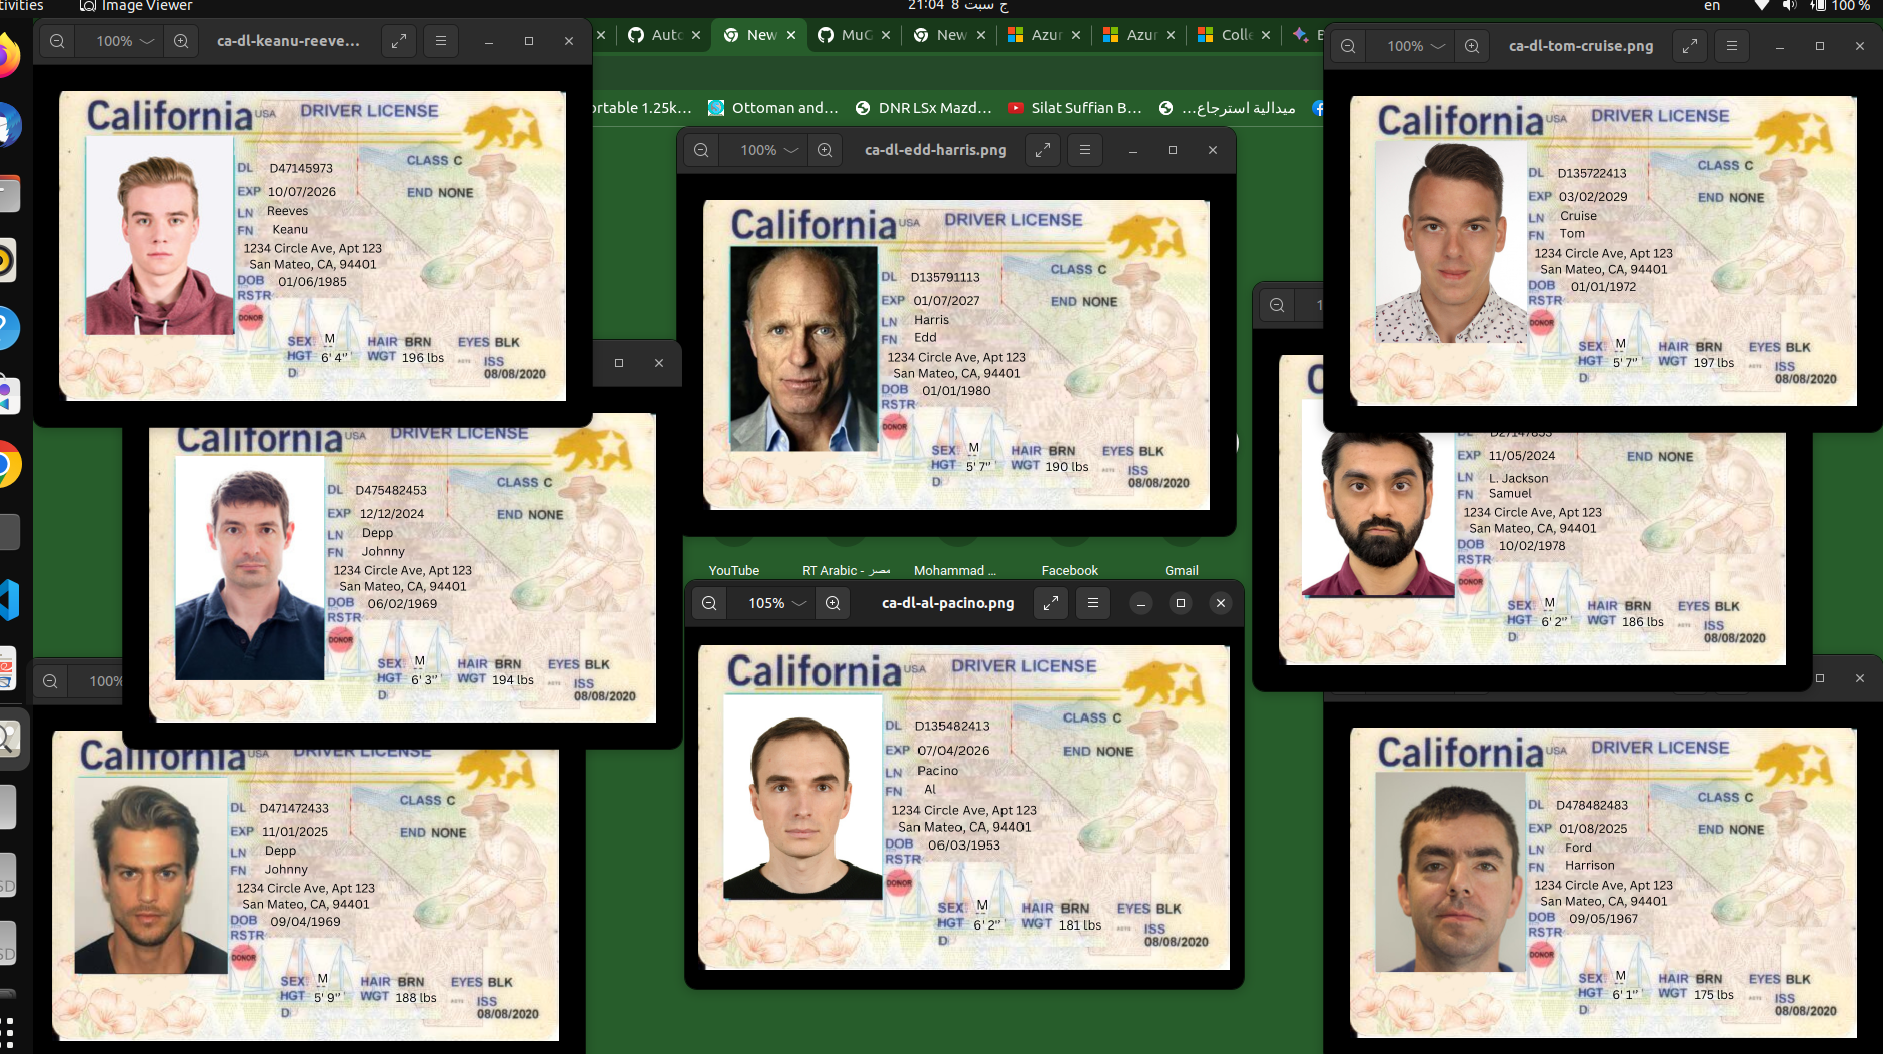 tivities
Image Viewer
21:04 8 ج سبت
en
100 %
Auto
New
MuG
New
Azur
Azur
Colle
ortable 1.25k...
Ottoman and...
DNR LSx Mazd...
Silat Suffian B...
ميدالية استرجاع...
100%
ca-dl-keanu-reeve...
California USA DRIVER LICENSE
CLASS C
DL D47145973
EXP 10/07/2026
END NONE
LN Reeves
FN Keanu
1234 Circle Ave, Apt 123
San Mateo, CA, 94401
DOB 01/06/1985
RSTR
DONOR
SEX M HAIR BRN EYES BLK
HGT 6' 4" WGT 196 lbs
ISS
08/08/2020
100%
ca-dl-edd-harris.png
California USA DRIVER LICENSE
CLASS C
DL D135791113
EXP 01/07/2027
END NONE
LN Harris
FN Edd
1234 Circle Ave, Apt 123
San Mateo, CA, 94401
DOB 01/01/1980
RSTR
DONOR
SEX M HAIR BRN EYES BLK
HGT 5' 7" WGT 190 lbs
ISS
08/08/2020
100%
ca-dl-tom-cruise.png
California USA DRIVER LICENSE
CLASS C
DL D135722413
EXP 03/02/2029
END NONE
LN Cruise
FN Tom
1234 Circle Ave, Apt 123
San Mateo, CA, 94401
DOB 01/01/1972
RSTR
DONOR
SEX M HAIR BRN EYES BLK
HGT 5' 7" WGT 197 lbs
ISS
08/08/2020
California USA DRIVER LICENSE
CLASS C
DL D475482453
EXP 12/12/2024
END NONE
LN Depp
FN Johnny
1234 Circle Ave, Apt 123
San Mateo, CA, 94401
DOB 06/02/1969
RSTR
DONOR
SEX M HAIR BRN EYES BLK
HGT 6' 3" WGT 194 lbs
ISS
08/08/2020
EXP 11/05/2024
END NONE
LN L. Jackson
FN Samuel
1234 Circle Ave, Apt 123
San Mateo, CA, 94401
DOB 10/02/1978
RSTR
DONOR
SEX M HAIR BRN EYES BLK
HGT 6' 2" WGT 186 lbs
ISS
08/08/2020
YouTube
RT Arabic - مصر
Mohammad ...
Facebook
Gmail
105%
ca-dl-al-pacino.png
California USA DRIVER LICENSE
CLASS C
DL D135482413
EXP 07/04/2026
END NONE
LN Pacino
FN Al
1234 Circle Ave, Apt 123
San Mateo, CA, 94401
DOB 06/03/1953
RSTR
DONOR
SEX M HAIR BRN EYES BLK
HGT 6' 2" WGT 181 lbs
ISS
08/08/2020
100%
California USA DRIVER LICENSE
CLASS C
DL D471472433
EXP 11/01/2025
END NONE
LN Depp
FN Johnny
1234 Circle Ave, Apt 123
San Mateo, CA, 94401
DOB 09/04/1969
RSTR
DONOR
SEX M HAIR BRN EYES BLK
HGT 5' 9" WGT 188 lbs
ISS
08/08/2020
California USA DRIVER LICENSE
CLASS C
DL D478482483
EXP 01/08/2025
END NONE
LN Ford
FN Harrison
1234 Circle Ave, Apt 123
San Mateo, CA, 94401
DOB 09/05/1967
RSTR
DONOR
SEX M HAIR BRN EYES BLK
HGT 6' 1" WGT 175 lbs
ISS
08/08/2020